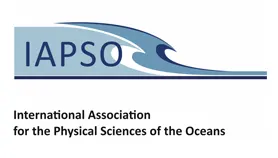 IAPSO
International Association
for the Physical Sciences of the Oceans